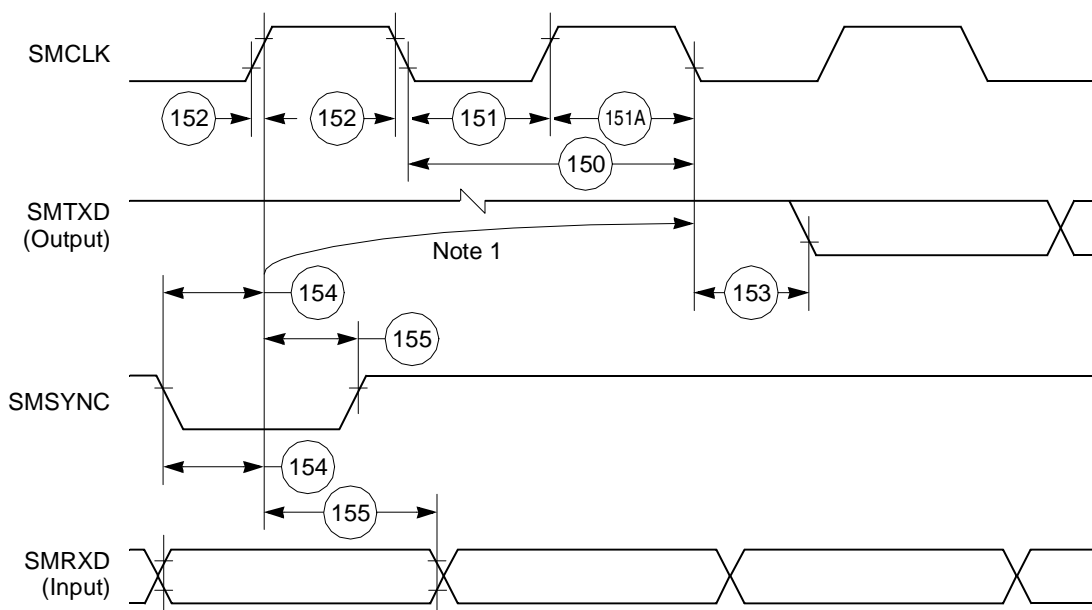 SMCLK
152
152
151
151A
150
SMTXD
(Output)
Note 1
154
153
155
SMSYNC
154
155
SMRXD
(Input)